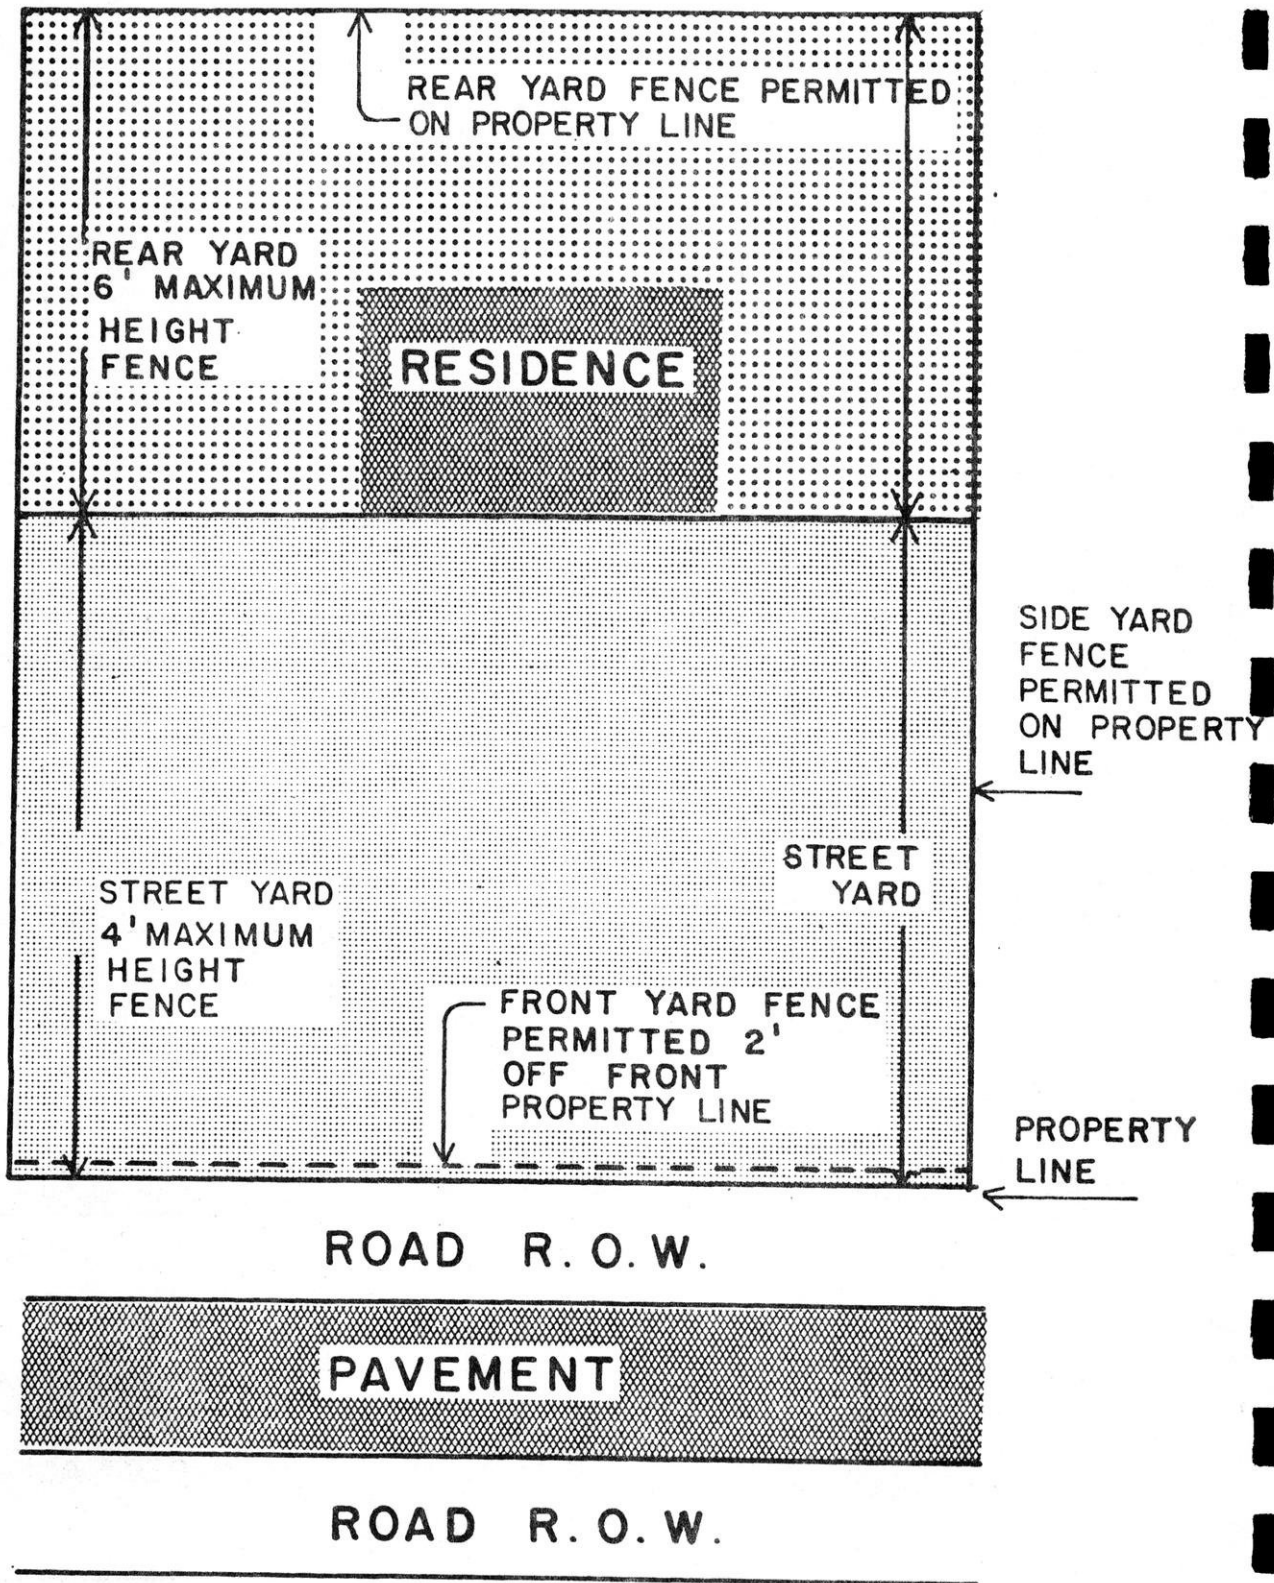 REAR YARD FENCE PERMITTED
ON PROPERTY LINE
REAR YARD
6' MAXIMUM
HEIGHT
FENCE
RESIDENCE
SIDE YARD
FENCE
PERMITTED
ON PROPERTY
LINE
STREET
YARD
STREET YARD
4' MAXIMUM
HEIGHT
FENCE
FRONT YARD FENCE
PERMITTED 2'
OFF FRONT
PROPERTY LINE
PROPERTY
LINE
ROAD R.O.W.
PAVEMENT
ROAD R.O.W.